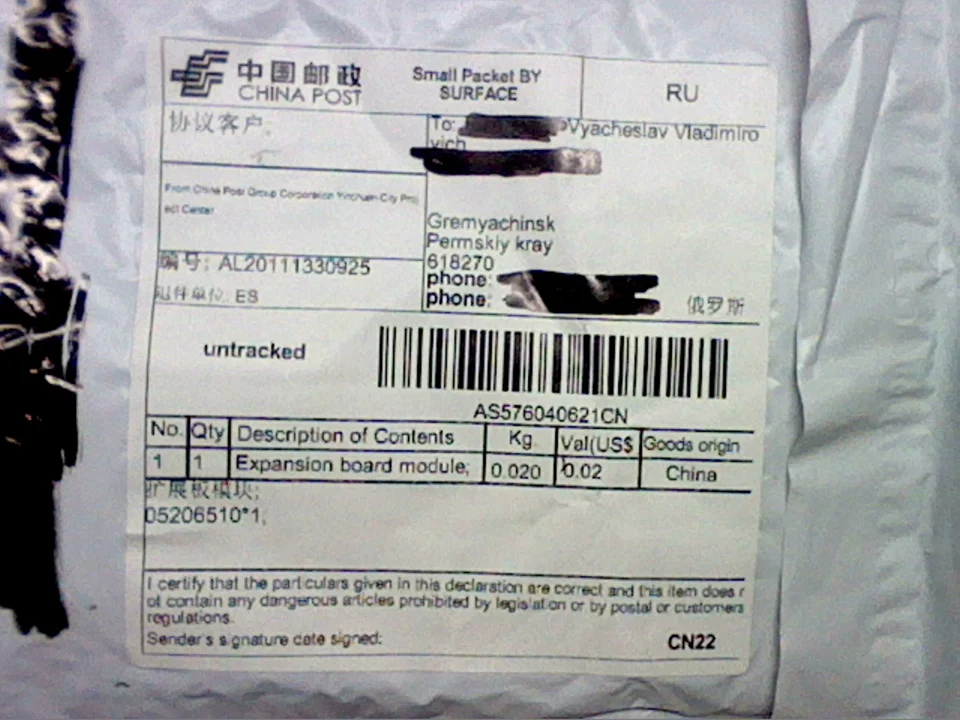 中国邮政
CHINA POST
Small Packet BY
SURFACE
RU
协议客户:
To: Vyacheslav Vladimiro
vich
From China Post Group Corporation Yinchuan City Proj
ect Center
Gremyachinsk
Permskiy kray
618270
phone:
phone:
俄罗斯
编号: AL20111330925
ES
untracked
AS576040621CN
No. Qty Description of Contents Kg. Val(US$ Goods origin
1 1 Expansion board module; 0.020 0.02 China
扩展板模块;
05206510*1;
I certify that the particulars given in this declaration are correct and this item does n
ot contain any dangerous articles prohibited by legislation or by postal or customers
regulations.
Sender's signature date signed:
CN22